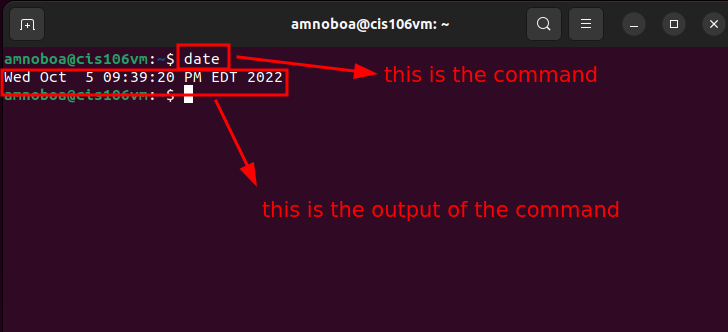 amnoboa@cis106vm: ~
amnoboa@cis106vm:~$ date
this is the command
Wed Oct  5 09:39:20 PM EDT 2022
amnoboa@cis106vm:~$
this is the output of the command